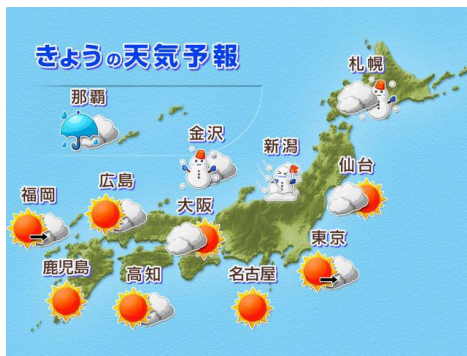 きょうの天気予報
札幌
那覇
金沢
新潟
仙台
福岡
広島
大阪
東京
鹿児島
高知
名古屋